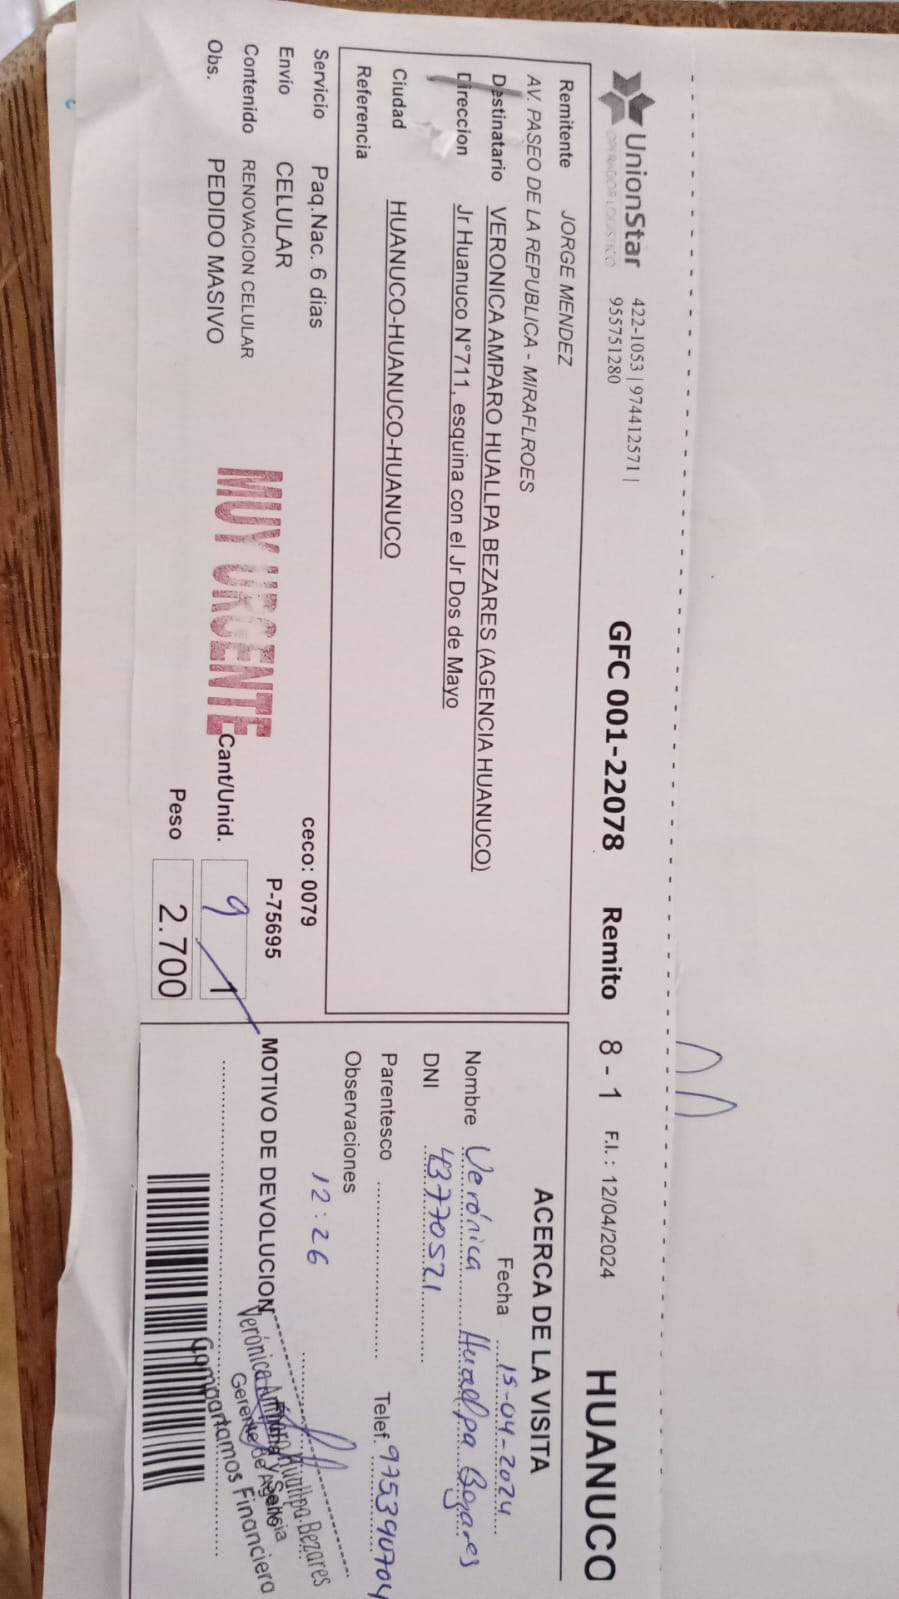 UnionStar
OPERADOR LOGISTICO
422-1053 | 974412571 |
955751280
GFC 001-22078 Remito 8 - 1 F.I.: 12/04/2024 HUANUCO
Remitente JORGE MENDEZ
AV. PASEO DE LA REPUBLICA - MIRAFLROES
Destinatario VERONICA AMPARO HUALLPA BEZARES (AGENCIA HUANUCO)
Direccion Jr Huanuco N°711, esquina con el Jr Dos de Mayo
Ciudad HUANUCO-HUANUCO-HUANUCO
Referencia
Servicio Paq.Nac. 6 dias ceco: 0079
Envio CELULAR P-75695
Contenido RENOVACION CELULAR
Obs. PEDIDO MASIVO
MUY URGENTE
Cant/Unid. 9 / 1
Peso 2.700
ACERCA DE LA VISITA
Fecha 15-04-2024
Nombre Verónica Huallpa Bezares
DNI 43770521
Parentesco Telef. 975390704
Observaciones
12:26
MOTIVO DE DEVOLUCION
Verónica Amparo Huallpa Bezares
Gerente de Agencia
Compartamos Financiera
Firma y Sello